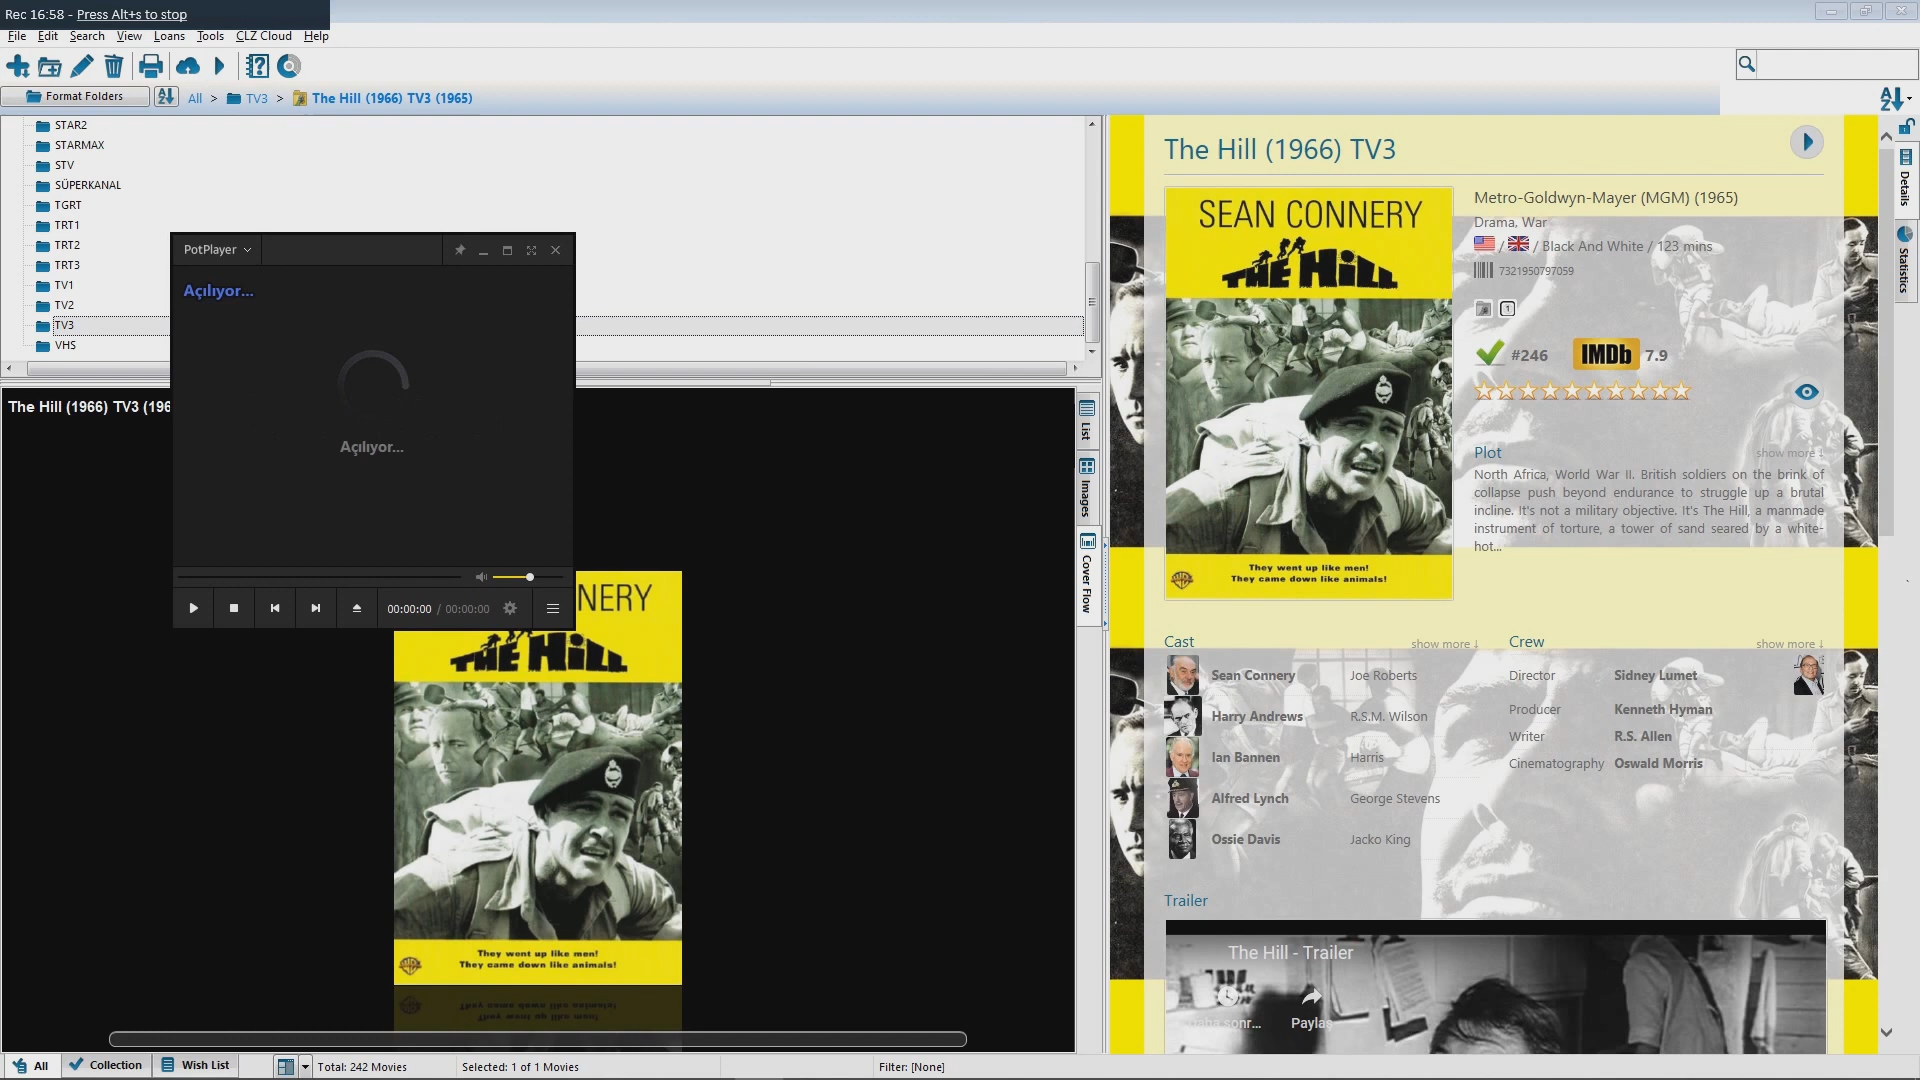 Rec 16:58 - Press Alt+s to stop
File Edit Search View Loans Tools CLZ Cloud Help
Format Folders
All > TV3 > The Hill (1966) TV3 (1965)
STAR2
STARMAX
STV
SÜPERKANAL
TGRT
TRT1
TRT2
TRT3
TV1
TV2
TV3
VHS
PotPlayer
Açılıyor...
Açılıyor...
00:00:00 / 00:00:00
The Hill (1966) TV3 (196
NERY
THE HILL
They went up like men!
They came down like animals!
List
Images
Cover Flow
The Hill (1966) TV3
SEAN CONNERY
THE HILL
They went up like men!
They came down like animals!
Metro-Goldwyn-Mayer (MGM) (1965)
Drama, War
/ / Black And White / 123 mins
7321950797059
1
#246 IMDb 7.9
Plot show more ↓
North Africa, World War II. British soldiers on the brink of
collapse push beyond endurance to struggle up a brutal
incline. It's not a military objective. It's The Hill, a manmade
instrument of torture, a tower of sand seared by a white-
hot...
Cast show more ↓
Sean Connery Joe Roberts
Harry Andrews R.S.M. Wilson
Ian Bannen Harris
Alfred Lynch George Stevens
Ossie Davis Jacko King
Crew show more ↓
Director Sidney Lumet
Producer Kenneth Hyman
Writer R.S. Allen
Cinematography Oswald Morris
Trailer
The Hill - Trailer
Daha sonr... Paylaş
Details
Statistics
All Collection Wish List Total: 242 Movies Selected: 1 of 1 Movies Filter: [None]